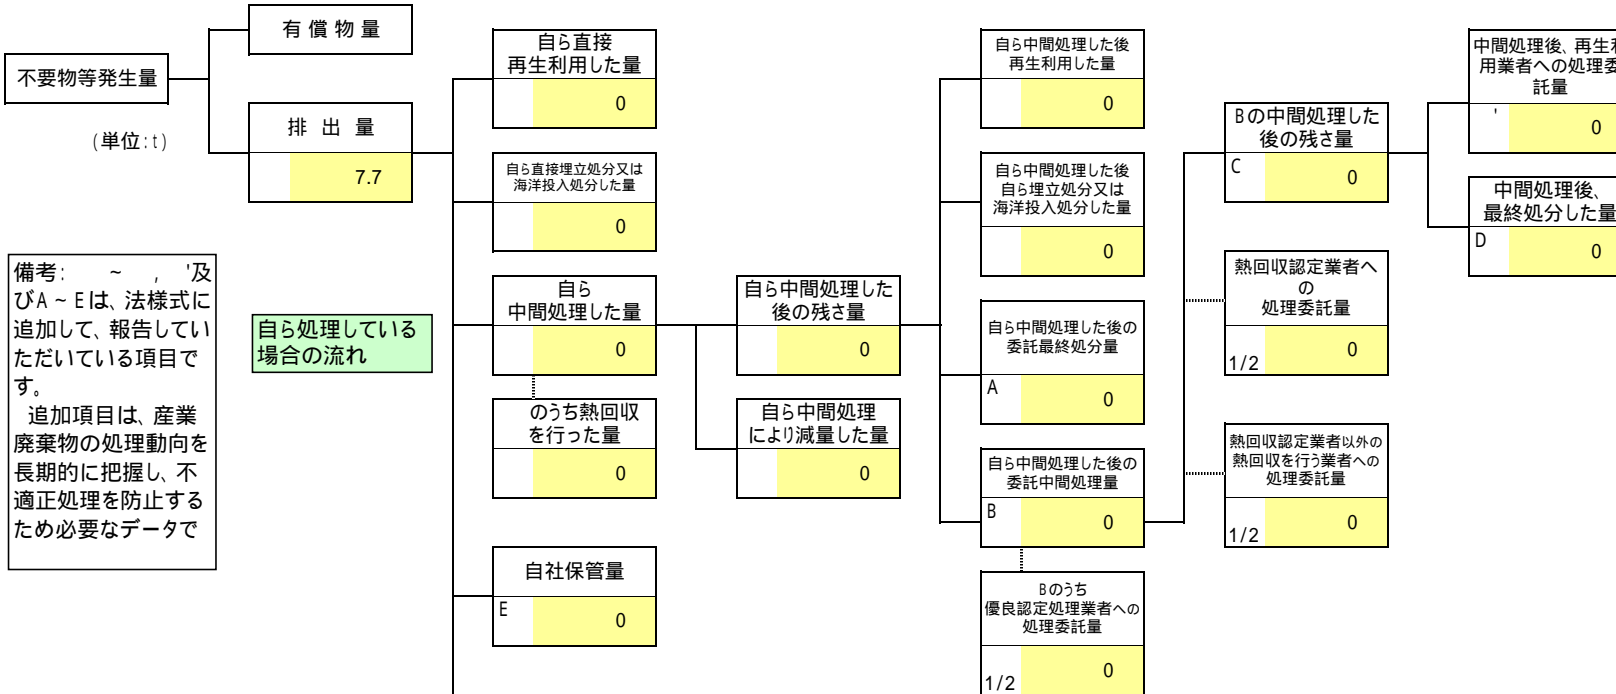 不要物等発生量
(単位:t)
有償物量
排出量
7.7
備考: ~ , '及
びA~Eは、法様式に
追加して、報告してい
ただいている項目で
す。
追加項目は、産業
廃棄物の処理動向を
長期的に把握し、不
適正処理を防止する
ため必要なデータで
自ら処理している
場合の流れ
自ら直接
再生利用した量
0
自ら直接埋立処分又は
海洋投入処分した量
0
自ら
中間処理した量
0
のうち熱回収
を行った量
0
自社保管量
E
0
自ら中間処理した
後の残さ量
0
自ら中間処理
により減量した量
0
自ら中間処理した後
再生利用した量
0
自ら中間処理した後
自ら埋立処分又は
海洋投入処分した量
0
自ら中間処理した後の
委託最終処分量
A
0
自ら中間処理した後の
委託中間処理量
B
0
Bのうち
優良認定処理業者への
処理委託量
1/2
0
Bの中間処理した
後の残さ量
C
0
熱回収認定業者へ
の
処理委託量
1/2
0
熱回収認定業者以外の
熱回収を行う業者への
処理委託量
1/2
0
中間処理後、再生利
用業者への処理委
託量
'
0
中間処理後、
最終処分した量
D
0